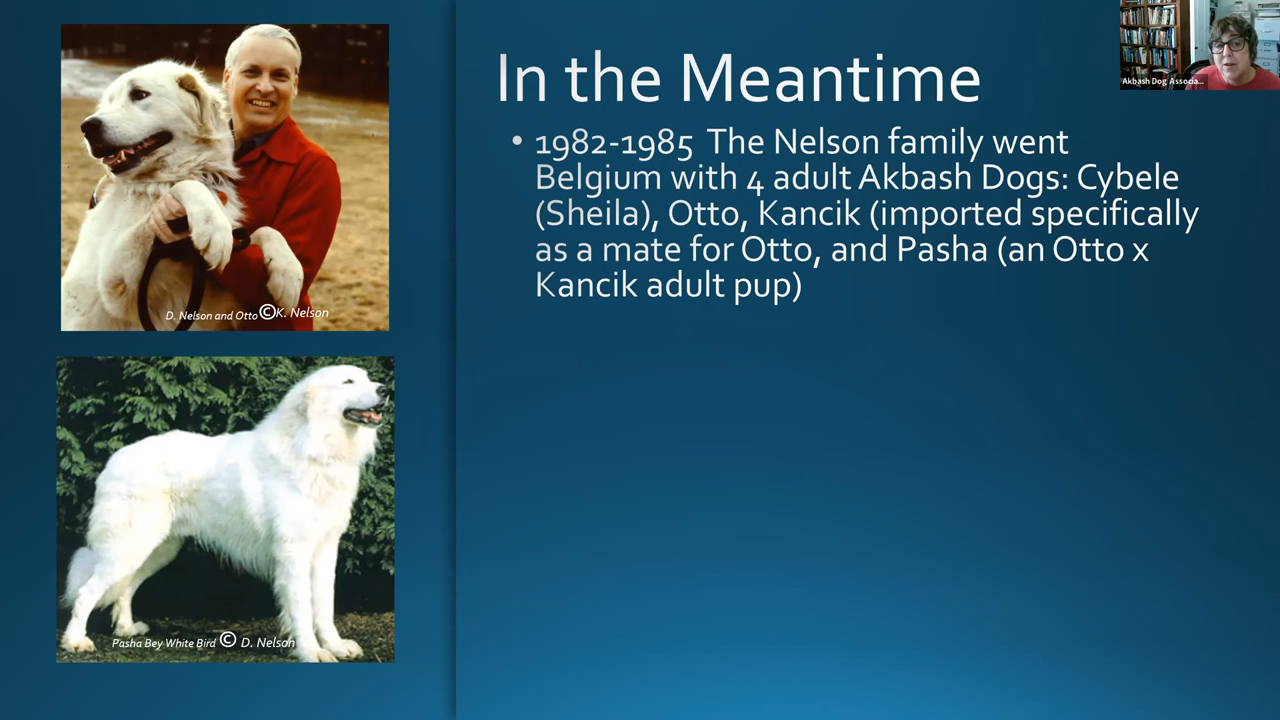 In the Meantime
• 1982-1985 The Nelson family went
Belgium with 4 adult Akbash Dogs: Cybele
(Sheila), Otto, Kancik (imported specifically
as a mate for Otto, and Pasha (an Otto x
Kancik adult pup)
D. Nelson and Otto ©K. Nelson
Pasha Bey White Bird © D. Nelson
Akbash Dog Associa...